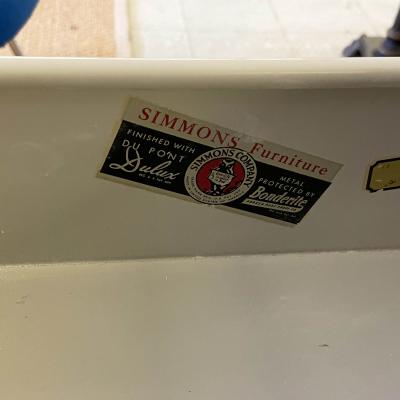 SIMMONS Furniture
FINISHED WITH
DU PONT
Dulux
SIMMONS COMPANY
METAL
PROTECTED BY
Bonderite